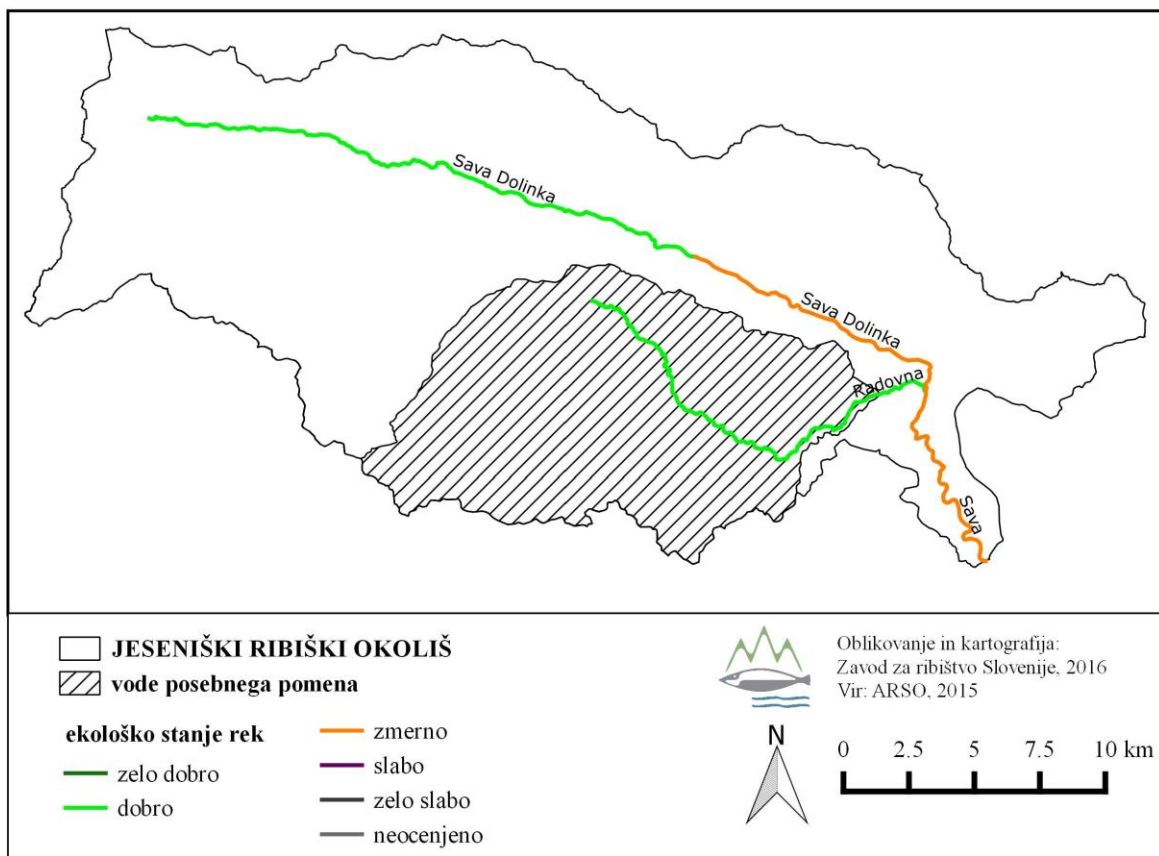 Sava Dolinka
Sava Dolinka
Radovna
Sava
JESENIŠKI RIBIŠKI OKOLIŠ
vode posebnega pomena
ekološko stanje rek
zelo dobro
dobro
zmerno
slabo
zelo slabo
neocenjeno
Oblikovanje in kartografija:
Zavod za ribištvo Slovenije, 2016
Vir: ARSO, 2015
N
0 2.5 5 7.5 10 km